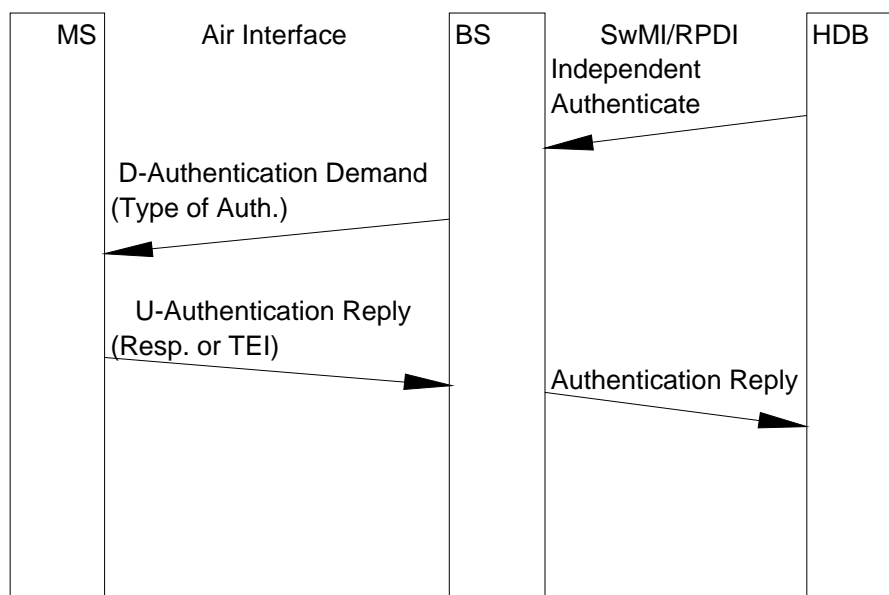 MS Air Interface BS SwMI/RPDI HDB
Independent
Authenticate
D-Authentication Demand
(Type of Auth.)
U-Authentication Reply
(Resp. or TEI)
Authentication Reply